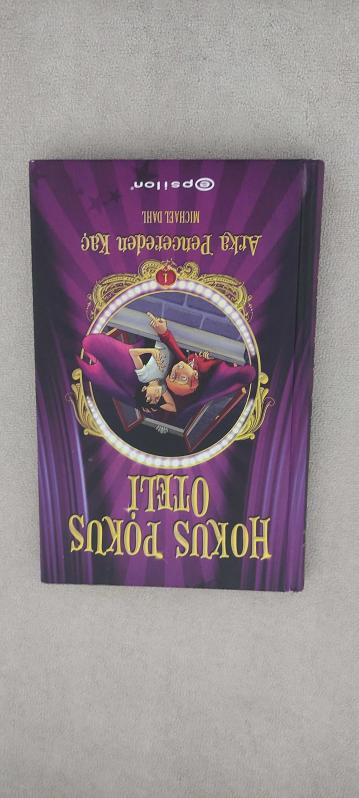 HOKUS POKUS
OTELİ
1
Arka Pencereden Kaç
MICHAEL DAHL
epsilon